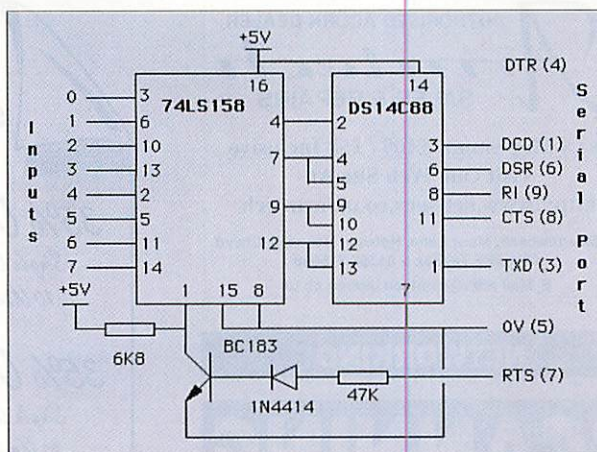 +5V
DTR (4)
16
14
74LS158
DS14C88
Inputs
Serial Port
0
3
1
6
4
2
3
DCD (1)
2
10
7
4
6
DSR (6)
3
13
5
8
RI (9)
4
2
9
9
11
CTS (8)
5
5
10
6
11
12
12
7
14
13
1
TXD (3)
+5V
1
15
8
7
0V (5)
6K8
BC183
RTS (7)
1N4414
47K